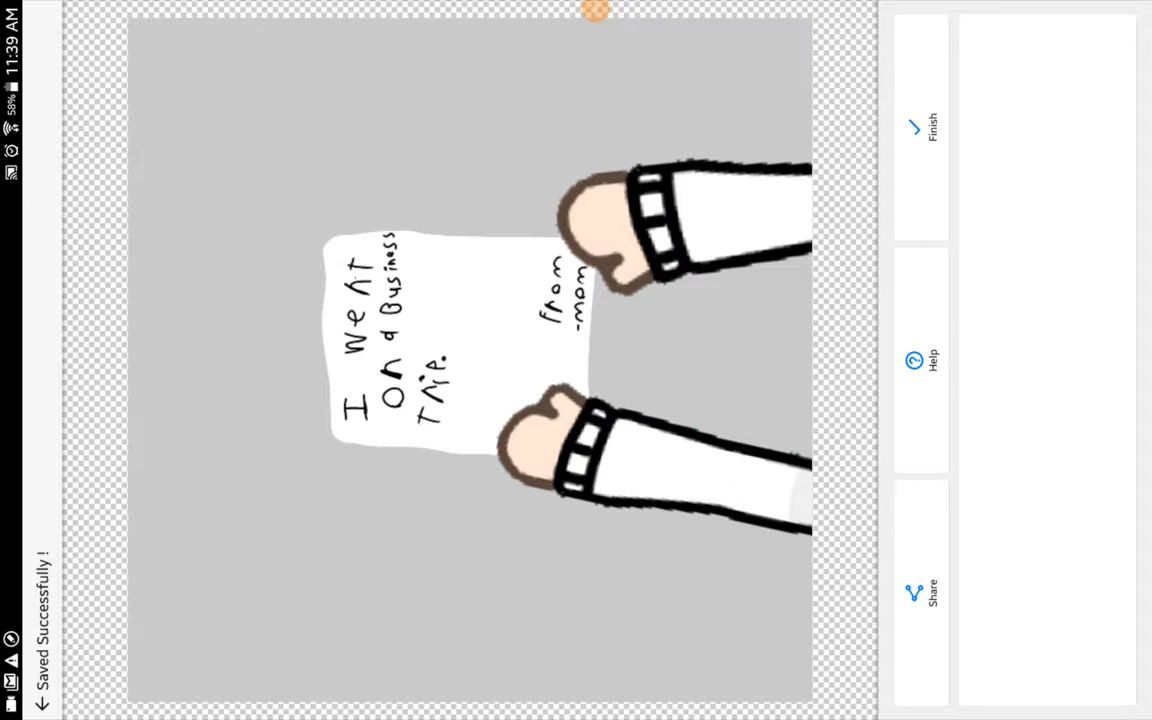 11:39 AM
58%
Saved Successfully !
I went
on a Business
Trip.
from
-mom
Share
Help
Finish